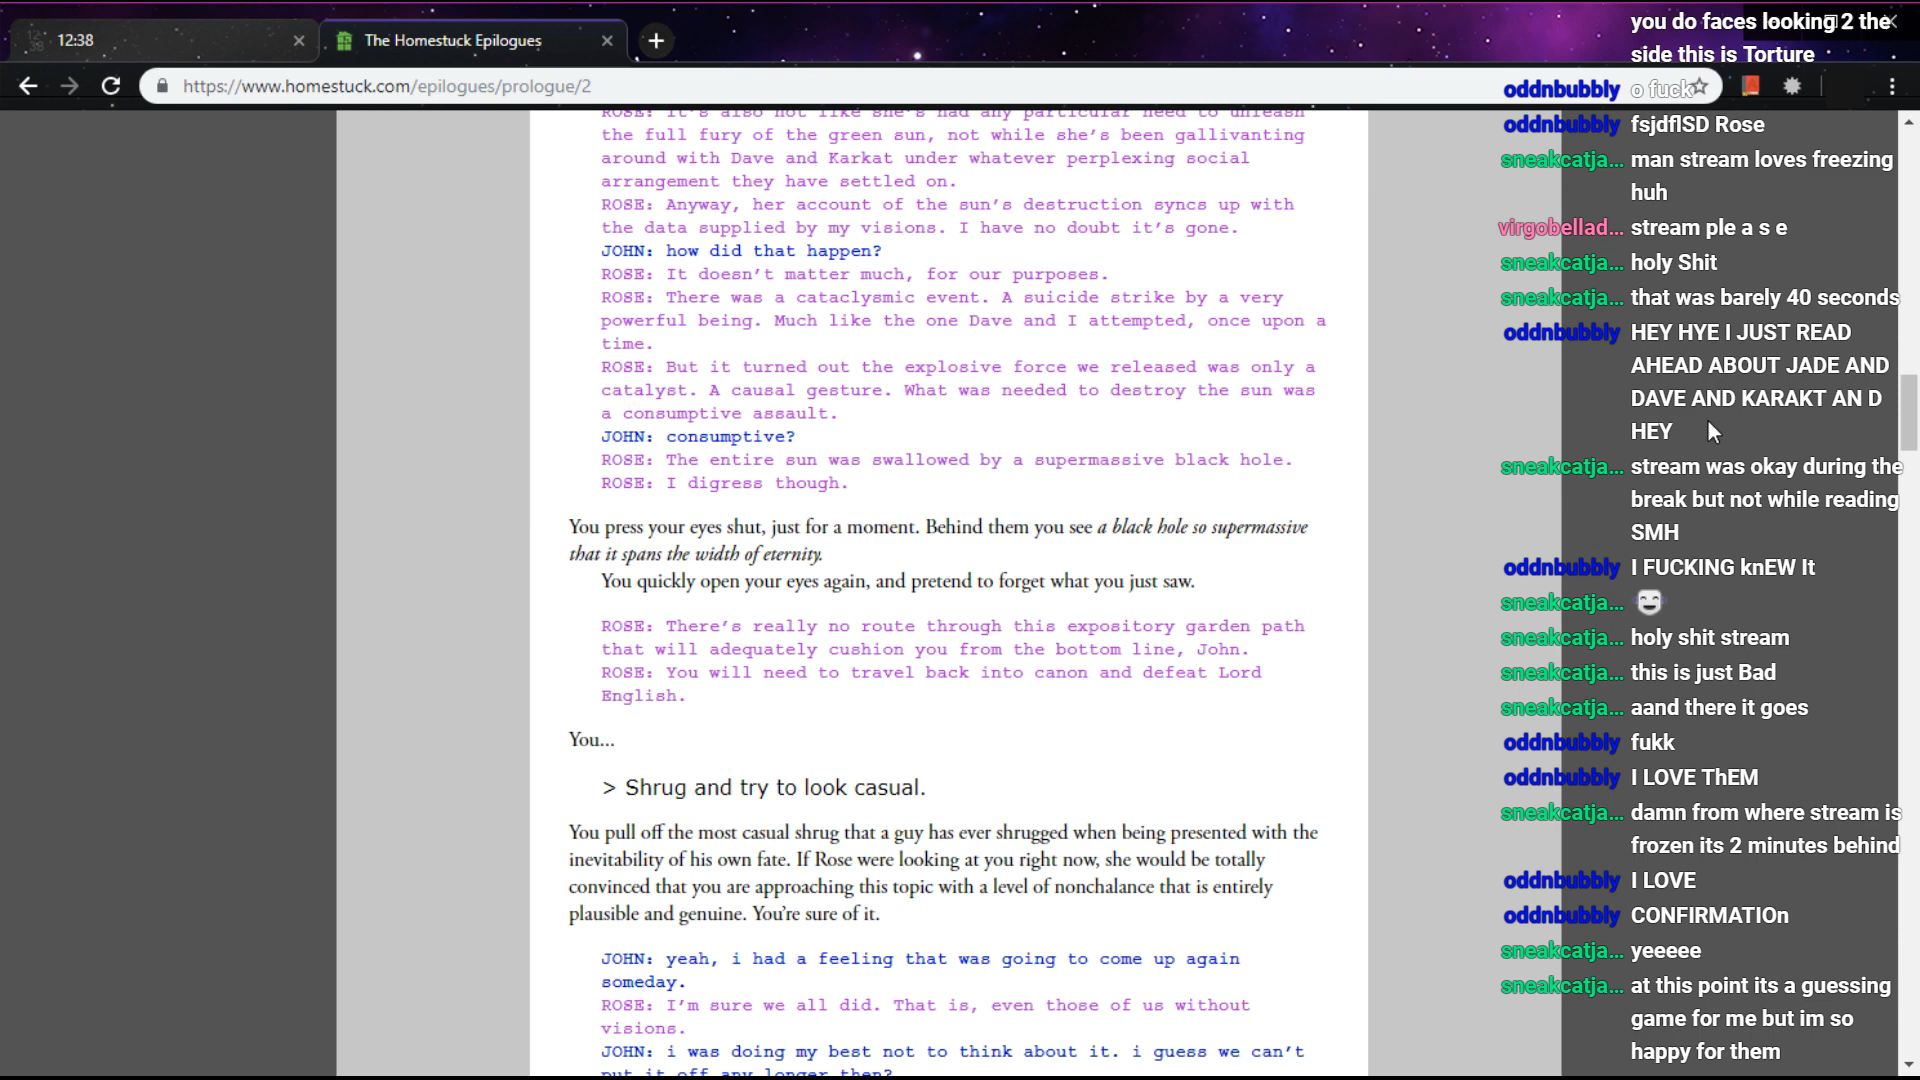 12:38
The Homestuck Epilogues
https://www.homestuck.com/epilogues/prologue/2
ROSE: It's also not like she's had any particular need to unleash
the full fury of the green sun, not while she's been gallivanting
around with Dave and Karkat under whatever perplexing social
arrangement they have settled on.
ROSE: Anyway, her account of the sun's destruction syncs up with
the data supplied by my visions. I have no doubt it's gone.
JOHN: how did that happen?
ROSE: It doesn't matter much, for our purposes.
ROSE: There was a cataclysmic event. A suicide strike by a very
powerful being. Much like the one Dave and I attempted, once upon a
time.
ROSE: But it turned out the explosive force we released was only a
catalyst. A causal gesture. What was needed to destroy the sun was
a consumptive assault.
JOHN: consumptive?
ROSE: The entire sun was swallowed by a supermassive black hole.
ROSE: I digress though.
You press your eyes shut, just for a moment. Behind them you see a black hole so supermassive
that it spans the width of eternity.
You quickly open your eyes again, and pretend to forget what you just saw.
ROSE: There's really no route through this expository garden path
that will adequately cushion you from the bottom line, John.
ROSE: You will need to travel back into canon and defeat Lord
English.
You...
> Shrug and try to look casual.
You pull off the most casual shrug that a guy has ever shrugged when being presented with the
inevitability of his own fate. If Rose were looking at you right now, she would be totally
convinced that you are approaching this topic with a level of nonchalance that is entirely
plausible and genuine. You're sure of it.
JOHN: yeah, i had a feeling that was going to come up again
someday.
ROSE: I'm sure we all did. That is, even those of us without
visions.
JOHN: i was doing my best not to think about it. i guess we can't
put it off any longer then?
you do faces looking 2 the
side this is Torture
oddnbubbly o fuck
oddnbubbly fsjdflSD Rose
sneakcatja... man stream loves freezing
huh
virgobellad... stream ple a s e
sneakcatja... holy Shit
sneakcatja... that was barely 40 seconds
oddnbubbly HEY HYE I JUST READ
AHEAD ABOUT JADE AND
DAVE AND KARAKT AN D
HEY
sneakcatja... stream was okay during the
break but not while reading
SMH
oddnbubbly I FUCKING knEW It
sneakcatja...
sneakcatja... holy shit stream
sneakcatja... this is just Bad
sneakcatja... aand there it goes
oddnbubbly fukk
oddnbubbly I LOVE ThEM
sneakcatja... damn from where stream is
frozen its 2 minutes behind
oddnbubbly I LOVE
oddnbubbly CONFIRMATIOn
sneakcatja... yeeeee
sneakcatja... at this point its a guessing
game for me but im so
happy for them